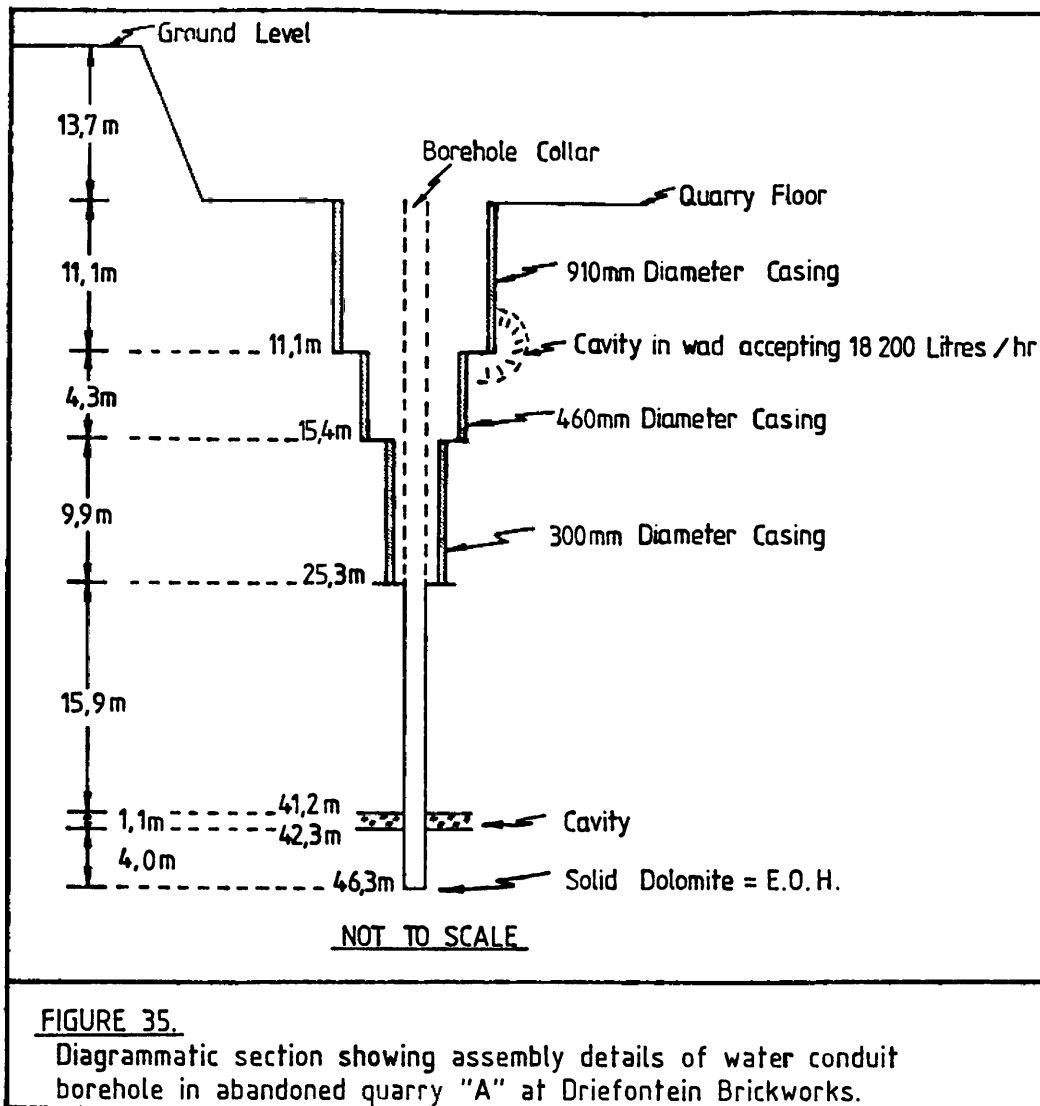 Ground Level
13,7m
Borehole Collar
Quarry Floor
11,1m
910mm Diameter Casing
11,1m
Cavity in wad accepting 18 200 Litres /hr
4,3m
15,4m
460mm Diameter Casing
9,9m
300mm Diameter Casing
25,3m
15,9m
41,2m
1,1m
Cavity
42,3m
4,0m
46,3m
Solid Dolomite = E.O.H.
NOT TO SCALE
FIGURE 35.
Diagrammatic section showing assembly details of water conduit
borehole in abandoned quarry "A" at Driefontein Brickworks.